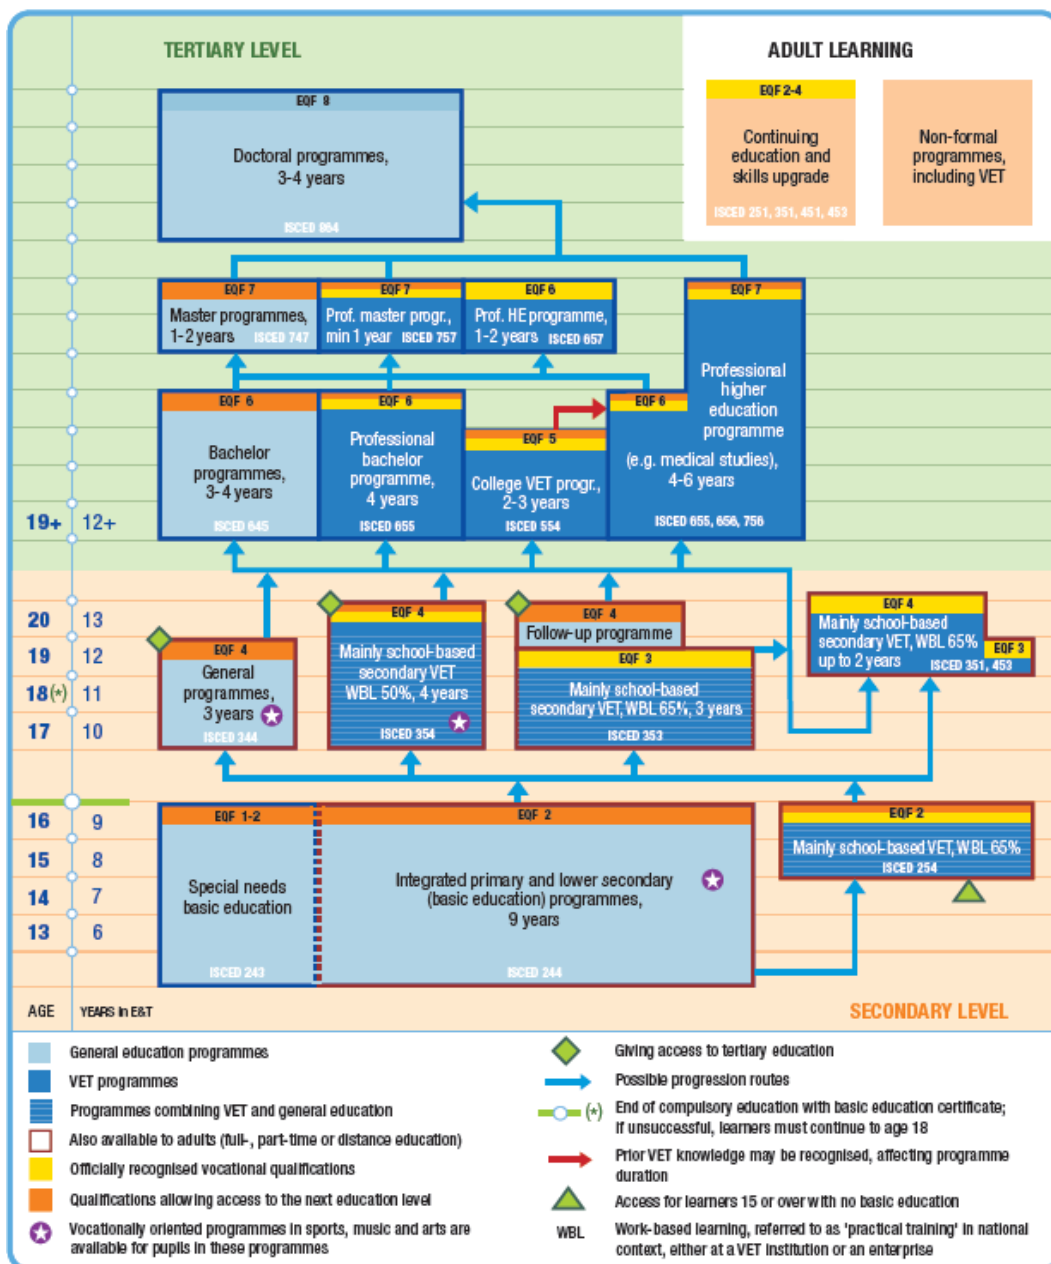 TERTIARY LEVEL
ADULT LEARNING
EQF 8
Doctoral programmes,
3-4 years
ISCED 864
EQF 2-4
Continuing
education and
skills upgrade
ISCED 251, 351, 451, 453
Non-formal
programmes,
including VET
EQF 7
Master programmes,
1-2 years ISCED 747
EQF 7
Prof. master progr.,
min 1 year ISCED 757
EQF 6
Prof. HE programme,
1-2 years ISCED 657
EQF 7
Professional
higher
education
programme
(e.g. medical studies),
4-6 years
ISCED 655, 656, 756
EQF 6
EQF 6
Bachelor
programmes,
3-4 years
ISCED 645
EQF 6
Professional
bachelor
programme,
4 years
ISCED 655
EQF 5
College VET progr.,
2-3 years
ISCED 554
19+ 12+
20 13
19 12
18(*) 11
17 10
EQF 4
General
programmes,
3 years
ISCED 344
EQF 4
Mainly school-based
secondary VET
WBL 50%, 4 years
ISCED 354
EQF 4
Follow-up programme
EQF 3
Mainly school-based
secondary VET, WBL 65%, 3 years
ISCED 353
EQF 4
Mainly school-based
secondary VET, WBL 65%
up to 2 years
EQF 3
ISCED 351, 453
16 9
15 8
14 7
13 6
EQF 1-2
Special needs
basic education
ISCED 243
EQF 2
Integrated primary and lower secondary
(basic education) programmes,
9 years
ISCED 244
EQF 2
Mainly school-based VET, WBL 65%
ISCED 254
AGE YEARS in E&T
SECONDARY LEVEL
General education programmes
VET programmes
Programmes combining VET and general education
Also available to adults (full-, part-time or distance education)
Officially recognised vocational qualifications
Qualifications allowing access to the next education level
Vocationally oriented programmes in sports, music and arts are
available for pupils in these programmes
Giving access to tertiary education
Possible progression routes
(*) End of compulsory education with basic education certificate;
if unsuccessful, learners must continue to age 18
Prior VET knowledge may be recognised, affecting programme
duration
Access for learners 15 or over with no basic education
WBL Work-based learning, referred to as 'practical training' in national
context, either at a VET institution or an enterprise